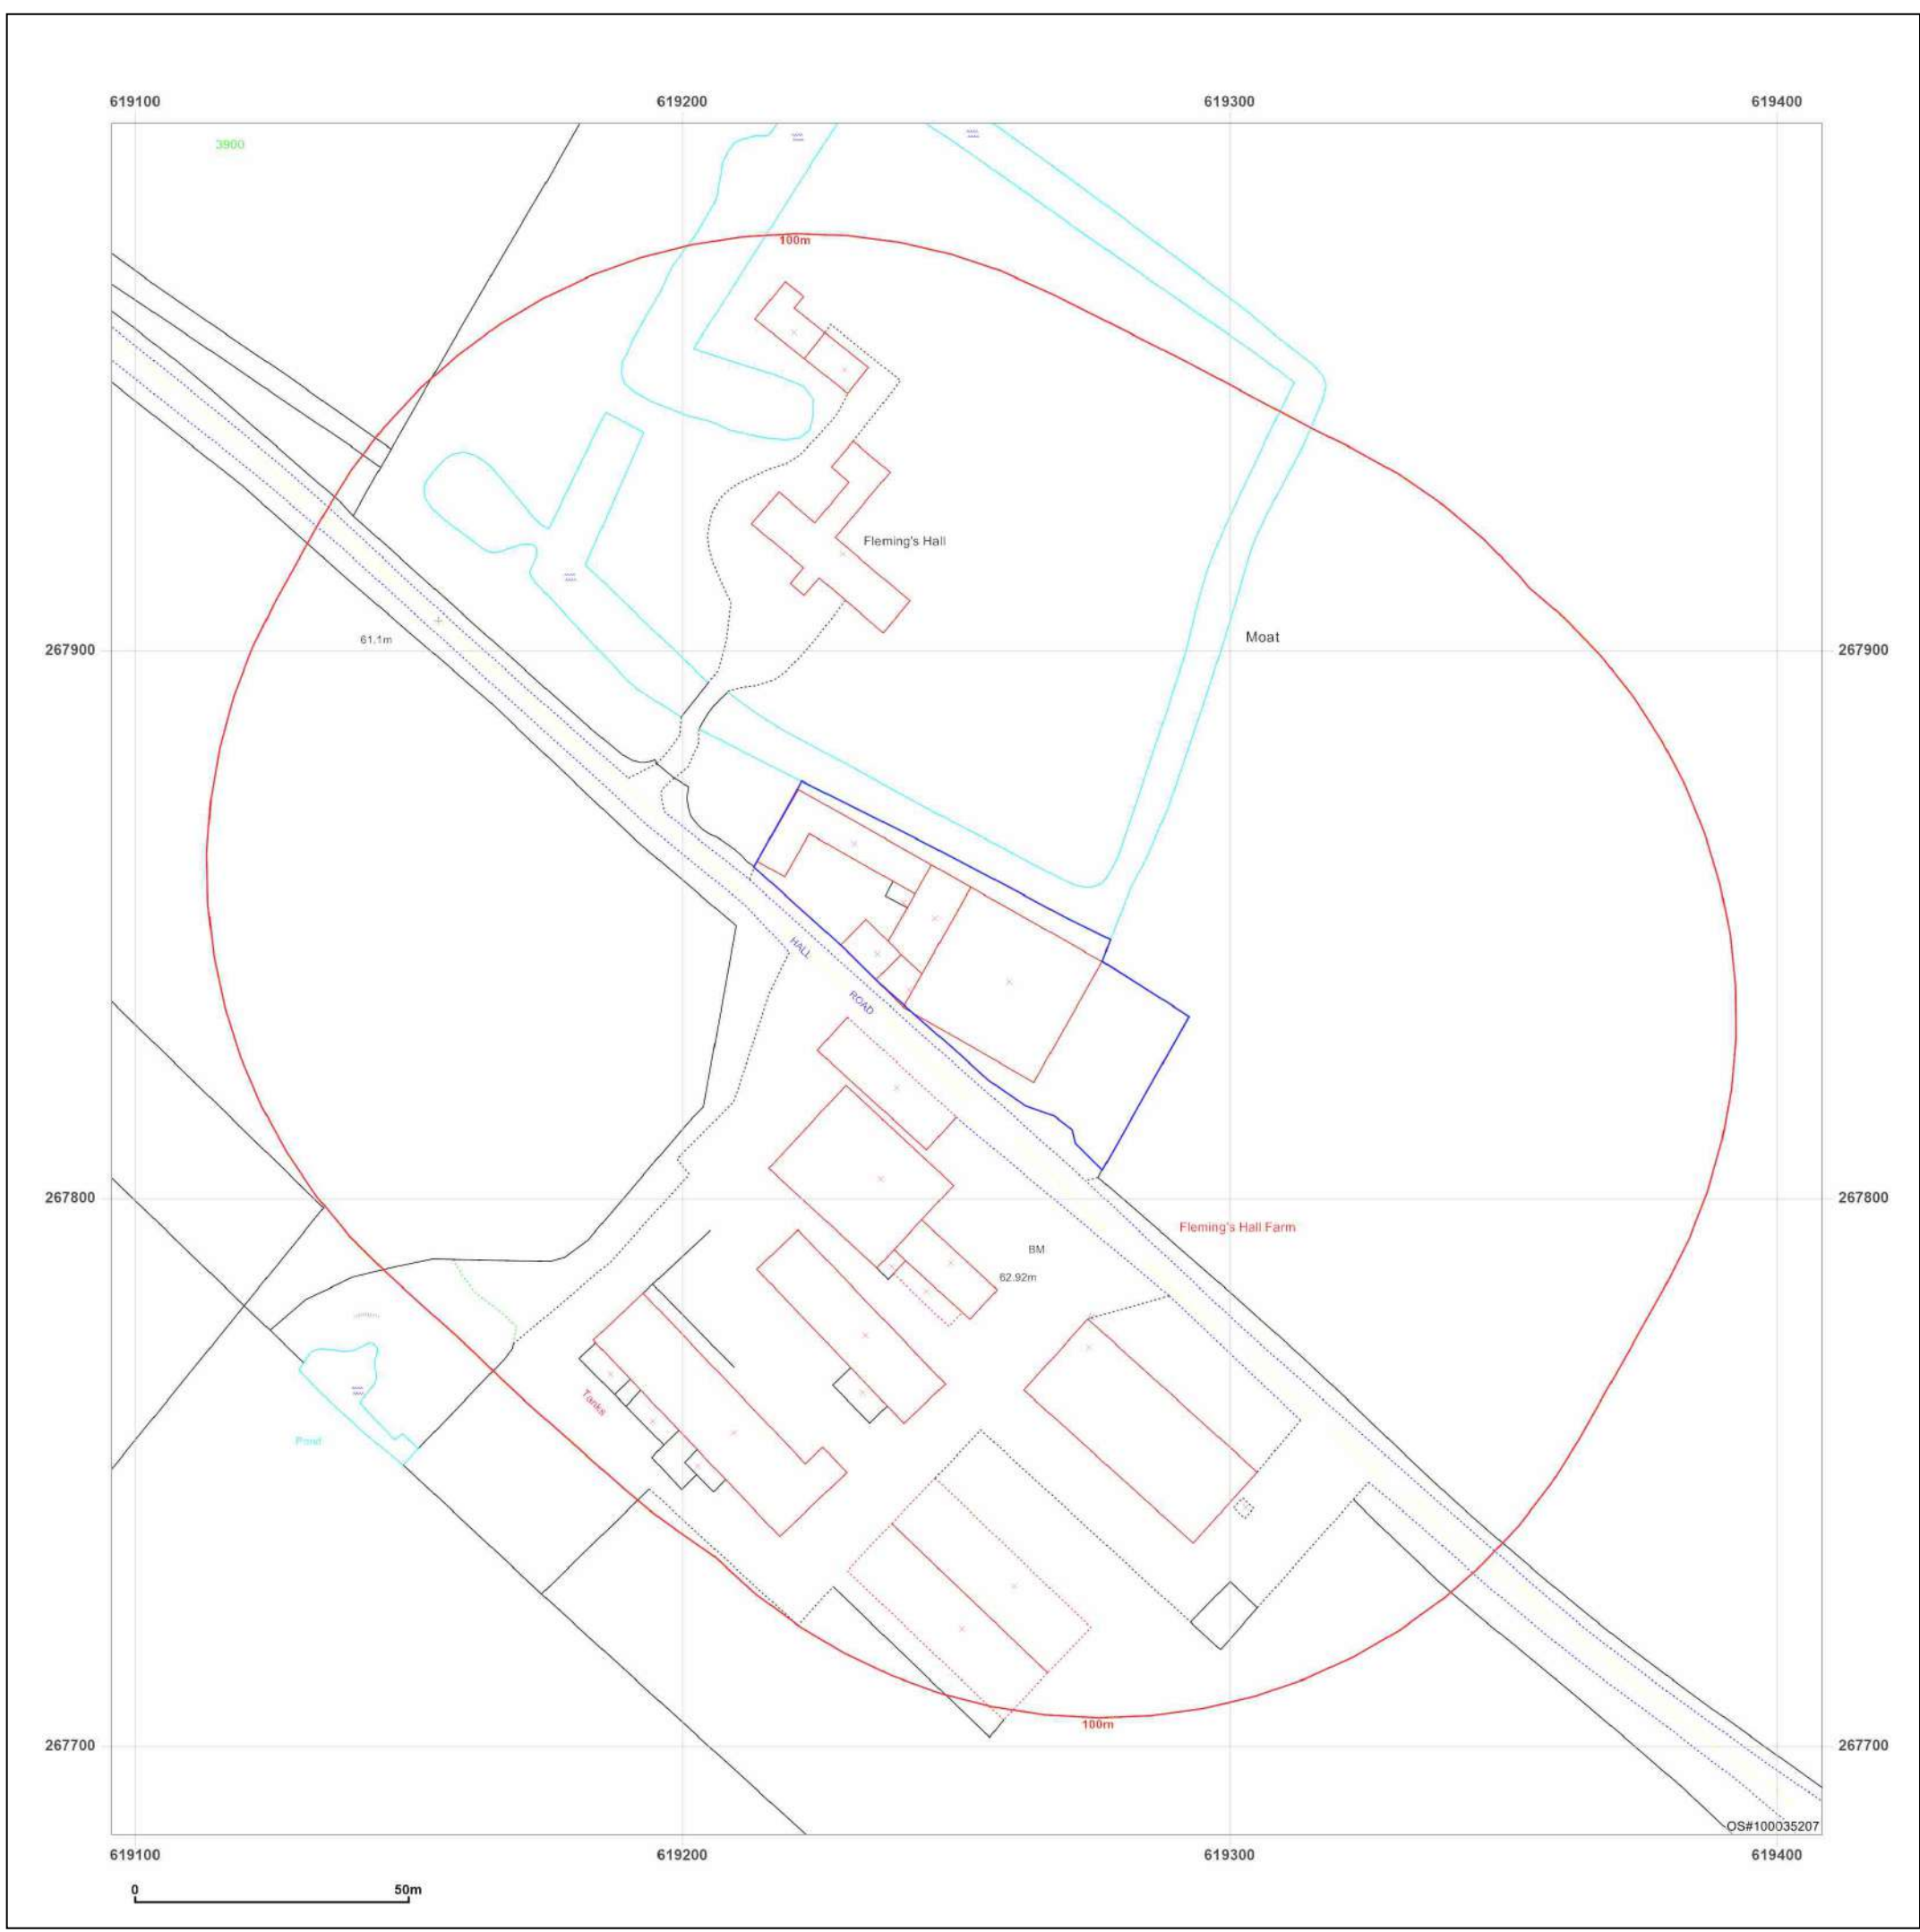 619100
619200
619300
619400
3900
100m
Fleming's Hall
61.1m
Moat
267900
267900
HALL
ROAD
267800
267800
Fleming's Hall Farm
BM
62.92m
Tanks
Pond
100m
267700
267700
OS#100035207
619100
619200
619300
619400
0
50m